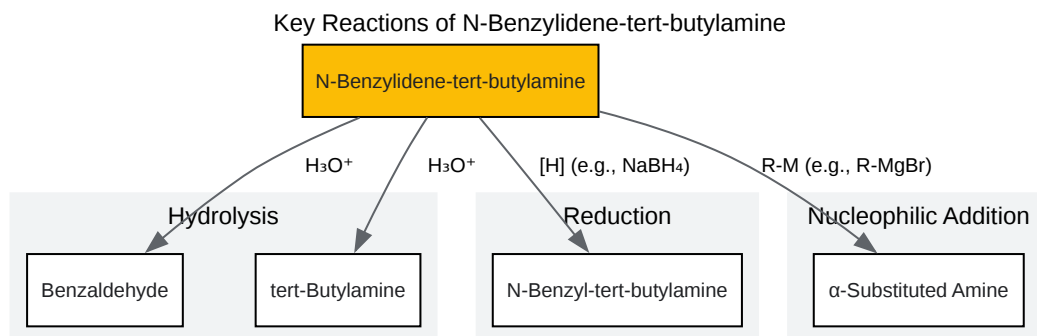 Key Reactions of N-Benzylidene-tert-butylamine
N-Benzylidene-tert-butylamine
H₃O⁺
H₃O⁺
[H] (e.g., NaBH₄)
R-M (e.g., R-MgBr)
Hydrolysis
Reduction
Nucleophilic Addition
Benzaldehyde
tert-Butylamine
N-Benzyl-tert-butylamine
α-Substituted Amine